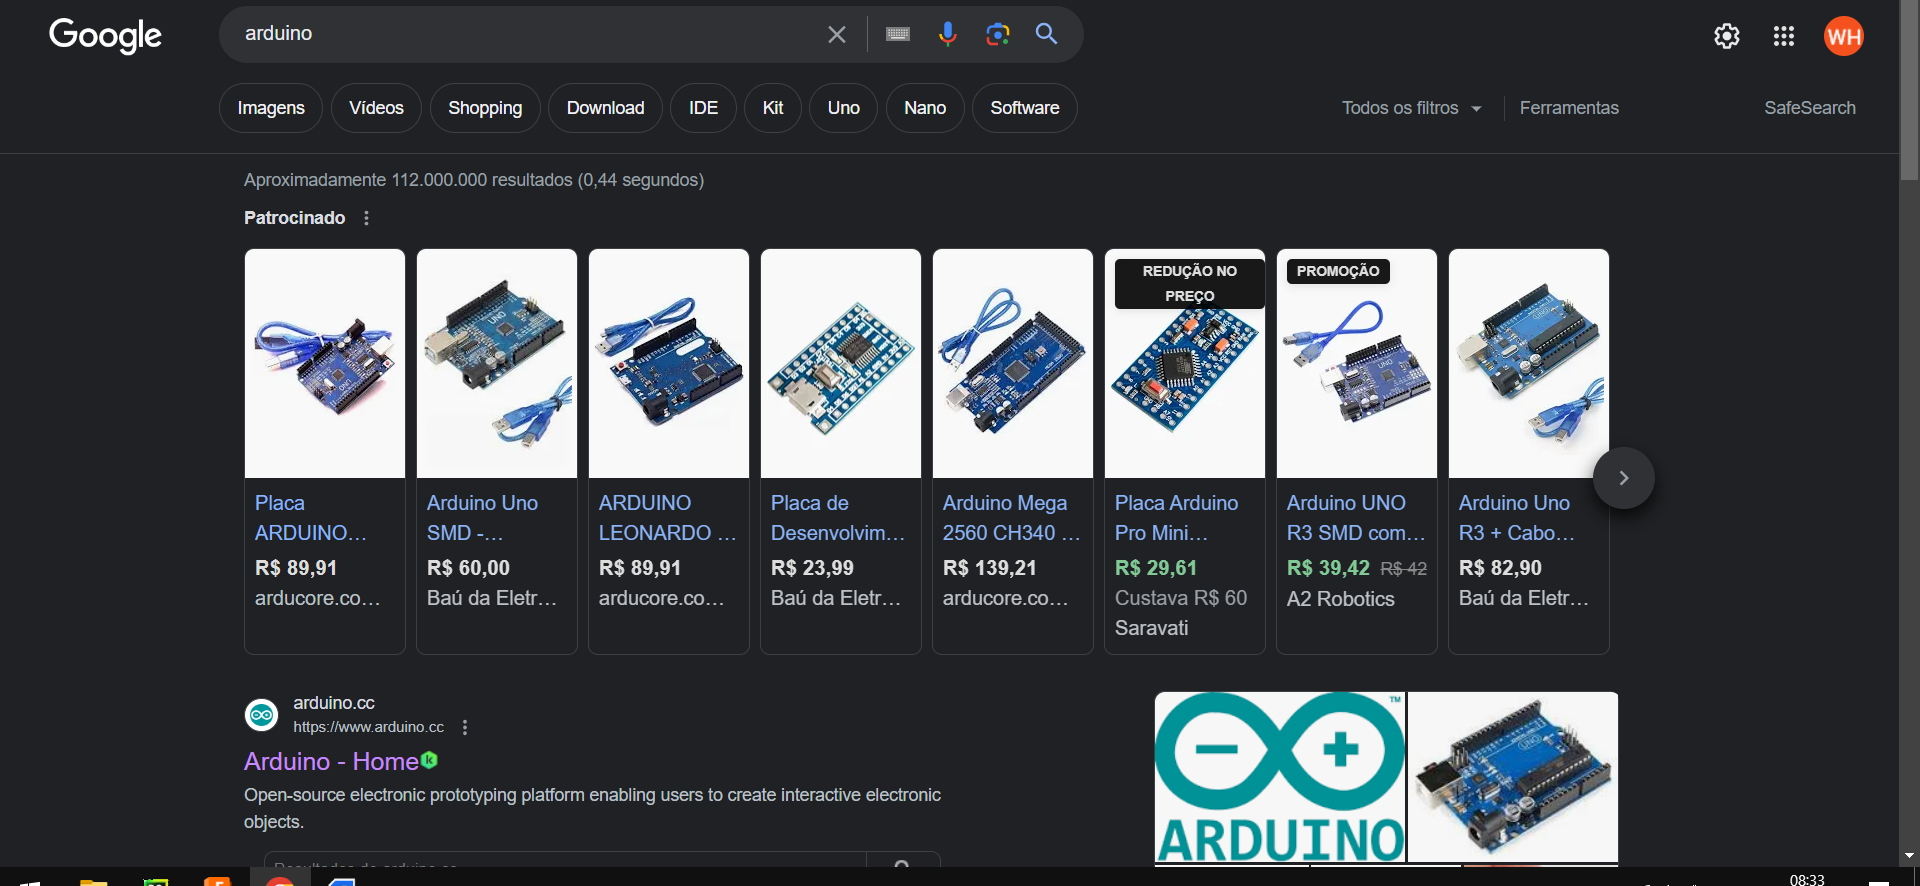 Google
arduino
WH
Imagens
Vídeos
Shopping
Download
IDE
Kit
Uno
Nano
Software
Todos os filtros
Ferramentas
SafeSearch
Aproximadamente 112.000.000 resultados (0,44 segundos)
Patrocinado
Placa
ARDUINO...
R$ 89,91
arducore.co...
Arduino Uno
SMD -...
R$ 60,00
Baú da Eletr...
ARDUINO
LEONARDO ...
R$ 89,91
arducore.co...
Placa de
Desenvolvim...
R$ 23,99
Baú da Eletr...
Arduino Mega
2560 CH340 ...
R$ 139,21
arducore.co...
REDUÇÃO NO
PREÇO
Placa Arduino
Pro Mini...
R$ 29,61
Custava R$ 60
Saravati
PROMOÇÃO
Arduino UNO
R3 SMD com...
R$ 39,42 R$ 42
A2 Robotics
Arduino Uno
R3 + Cabo...
R$ 82,90
Baú da Eletr...
arduino.cc
https://www.arduino.cc
Arduino - Home
Open-source electronic prototyping platform enabling users to create interactive electronic
objects.
TM
ARDUINO
08:33